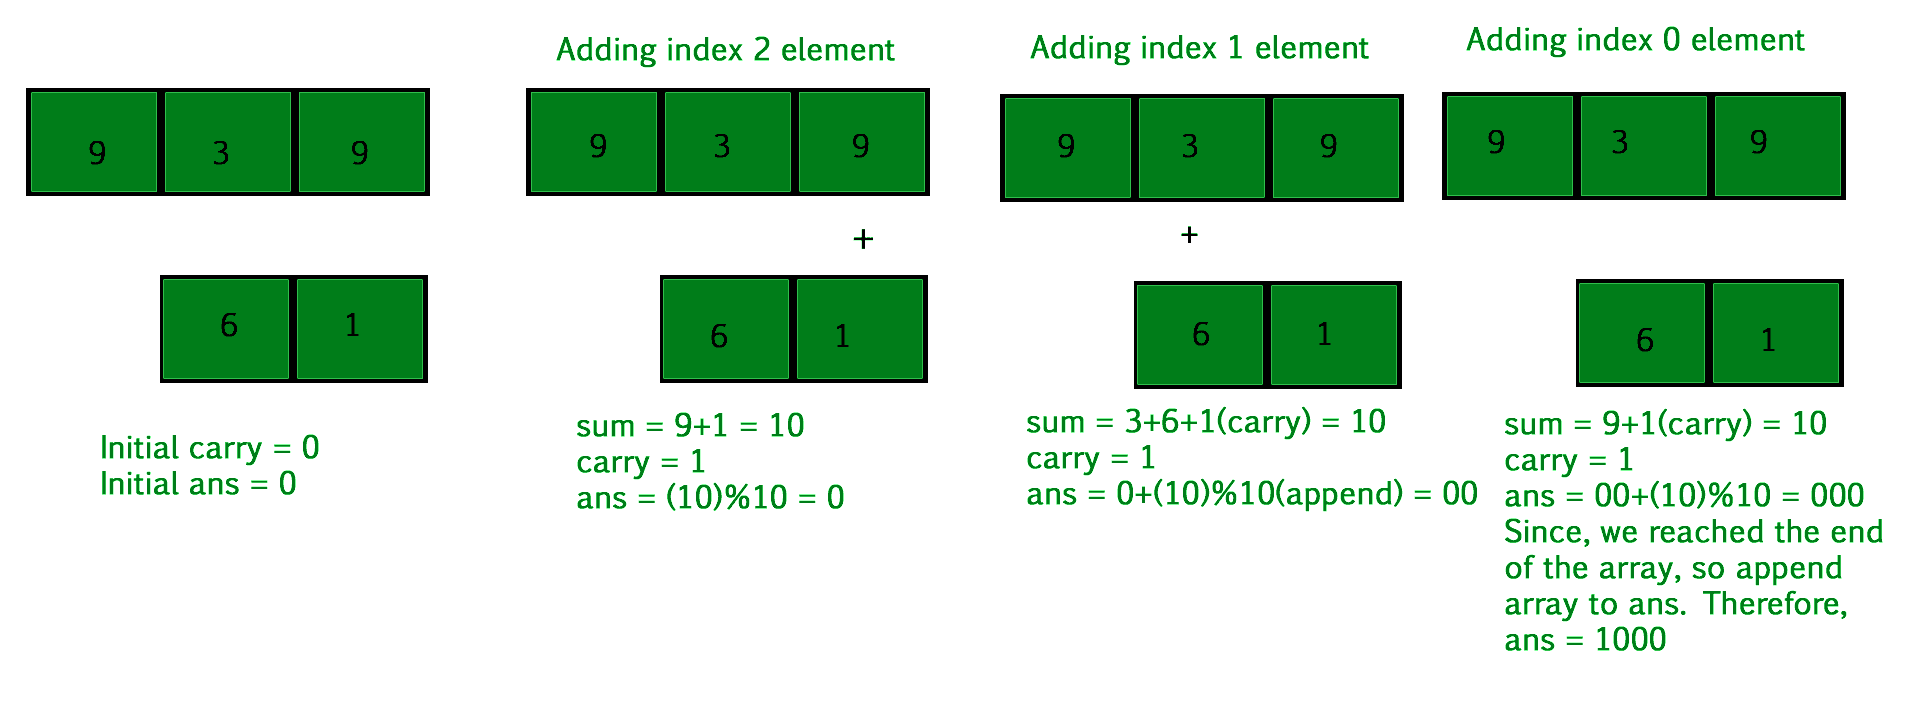 Adding index 2 element
Adding index 1 element
Adding index 0 element
9 3 9
9 3 9
9 3 9
9 3 9
+
+
6 1
6 1
6 1
6 1
Initial carry = 0
Initial ans = 0
sum = 9+1 = 10
carry = 1
ans = (10)%10 = 0
sum = 3+6+1(carry) = 10
carry = 1
ans = 0+(10)%10(append) = 00
sum = 9+1(carry) = 10
carry = 1
ans = 00+(10)%10 = 000
Since, we reached the end
of the array, so append
array to ans. Therefore,
ans = 1000